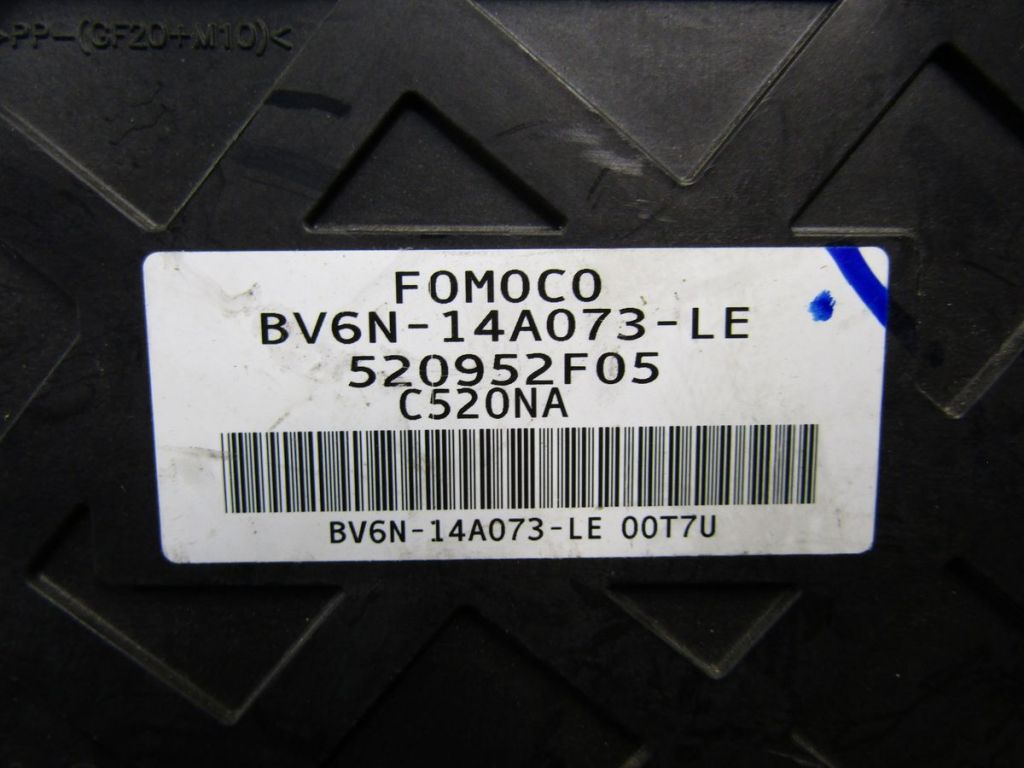 >PP-(GF20+M10)<
FOMOCO
BV6N-14A073-LE
520952F05
C520NA
BV6N-14A073-LE 00T7U